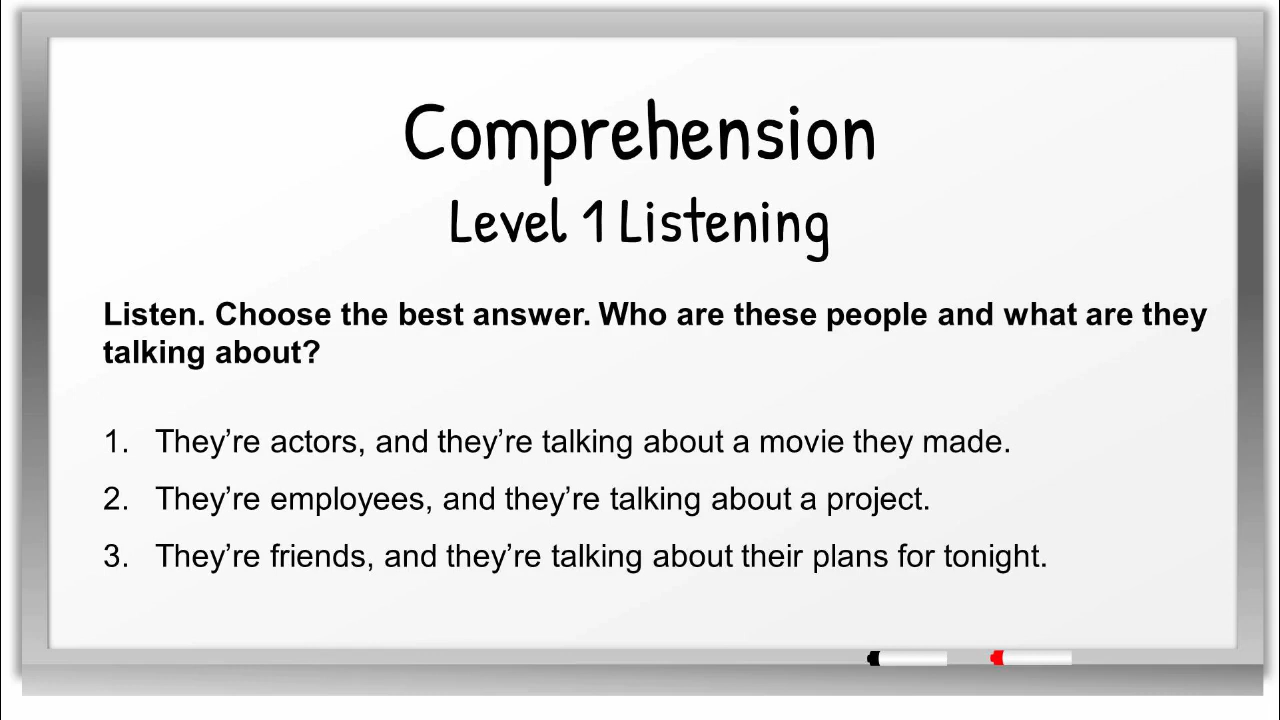 Comprehension
Level 1 Listening
Listen. Choose the best answer. Who are these people and what are they
talking about?
1. They’re actors, and they’re talking about a movie they made.
2. They’re employees, and they’re talking about a project.
3. They’re friends, and they’re talking about their plans for tonight.